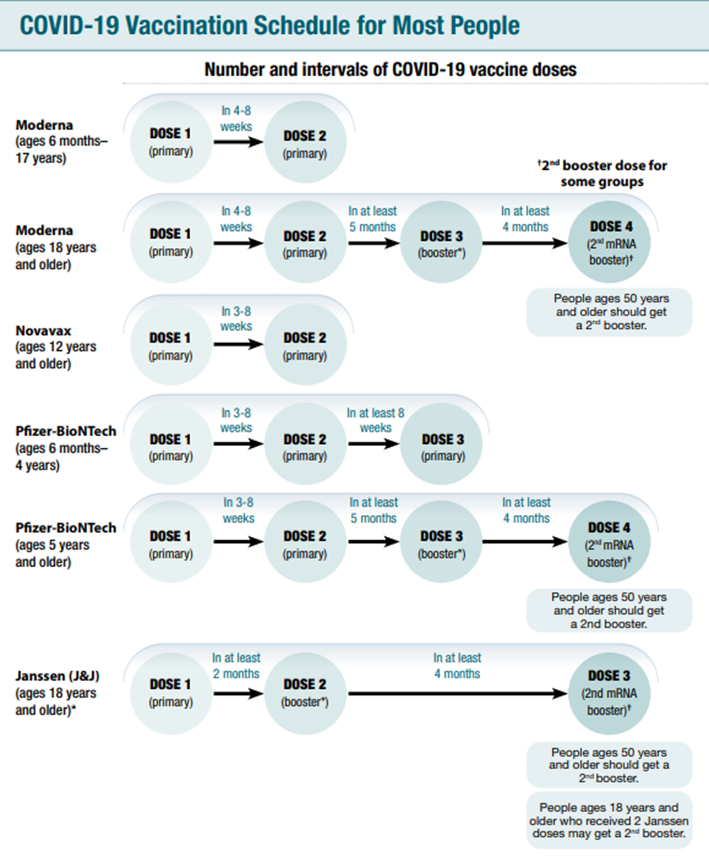 COVID-19 Vaccination Schedule for Most People
Number and intervals of COVID-19 vaccine doses
Moderna
(ages 6 months–
17 years)
DOSE 1
(primary)
In 4-8
weeks
DOSE 2
(primary)
†2nd booster dose for
some groups
Moderna
(ages 18 years
and older)
DOSE 1
(primary)
In 4-8
weeks
DOSE 2
(primary)
In at least
5 months
DOSE 3
(booster*)
In at least
4 months
DOSE 4
(2nd mRNA
booster)†
People ages 50 years
and older should get
a 2nd booster.
Novavax
(ages 12 years
and older)
DOSE 1
(primary)
In 3-8
weeks
DOSE 2
(primary)
Pfizer-BioNTech
(ages 6 months–
4 years)
DOSE 1
(primary)
In 3-8
weeks
DOSE 2
(primary)
In at least 8
weeks
DOSE 3
(primary)
Pfizer-BioNTech
(ages 5 years
and older)
DOSE 1
(primary)
In 3-8
weeks
DOSE 2
(primary)
In at least
5 months
DOSE 3
(booster*)
In at least
4 months
DOSE 4
(2nd mRNA
booster)†
People ages 50 years
and older should get
a 2nd booster.
Janssen (J&J)
(ages 18 years
and older)*
DOSE 1
(primary)
In at least
2 months
DOSE 2
(booster*)
In at least
4 months
DOSE 3
(2nd mRNA
booster)†
People ages 50 years
and older should get a
2nd booster.
People ages 18 years and
older who received 2 Janssen
doses may get a 2nd booster.